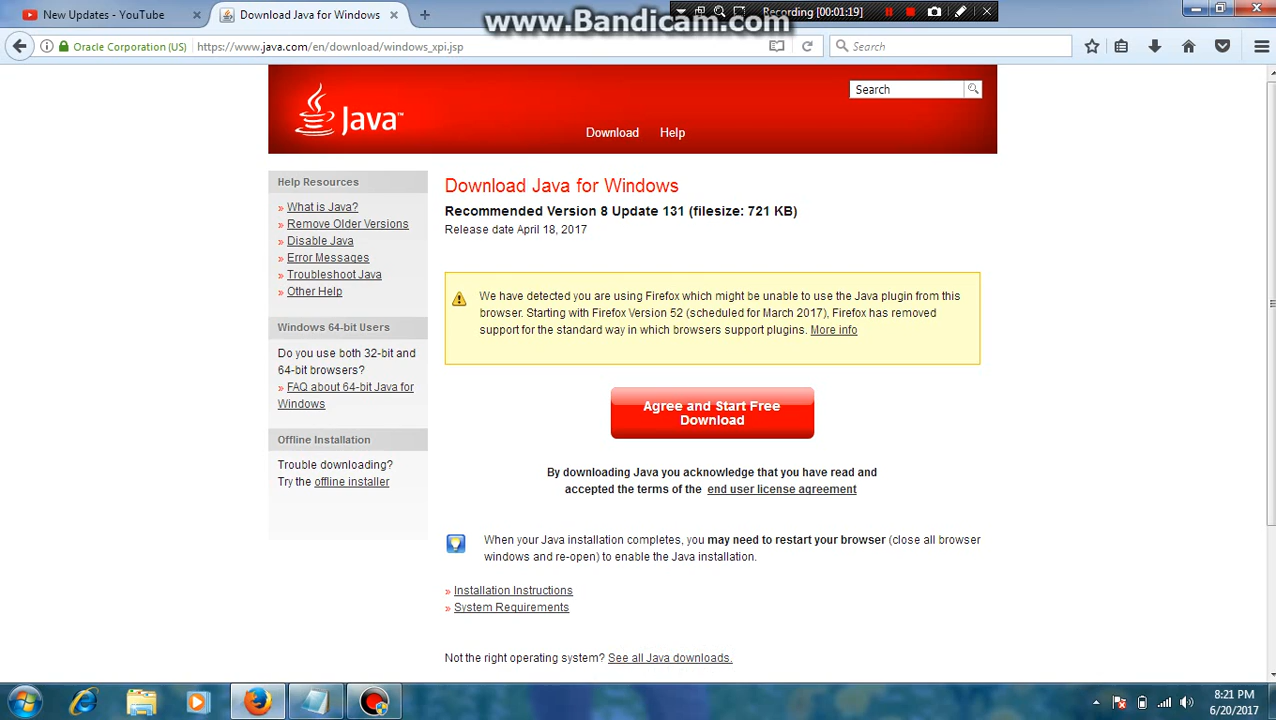 New Updates - YouTube
Download Java for Windows
www.Bandicam.com
Recording [00:01:19]
Oracle Corporation (US)
https://www.java.com/en/download/windows_xpi.jsp
Search
Java™
Search
Download
Help
Help Resources
» What is Java?
» Remove Older Versions
» Disable Java
» Error Messages
» Troubleshoot Java
» Other Help
Windows 64-bit Users
Do you use both 32-bit and
64-bit browsers?
» FAQ about 64-bit Java for
Windows
Offline Installation
Trouble downloading?
Try the offline installer
Download Java for Windows
Recommended Version 8 Update 131 (filesize: 721 KB)
Release date April 18, 2017
We have detected you are using Firefox which might be unable to use the Java plugin from this
browser. Starting with Firefox Version 52 (scheduled for March 2017), Firefox has removed
support for the standard way in which browsers support plugins. More info
Agree and Start Free
Download
By downloading Java you acknowledge that you have read and
accepted the terms of the end user license agreement
When your Java installation completes, you may need to restart your browser (close all browser
windows and re-open) to enable the Java installation.
» Installation Instructions
» System Requirements
Not the right operating system? See all Java downloads.
8:21 PM
6/20/2017